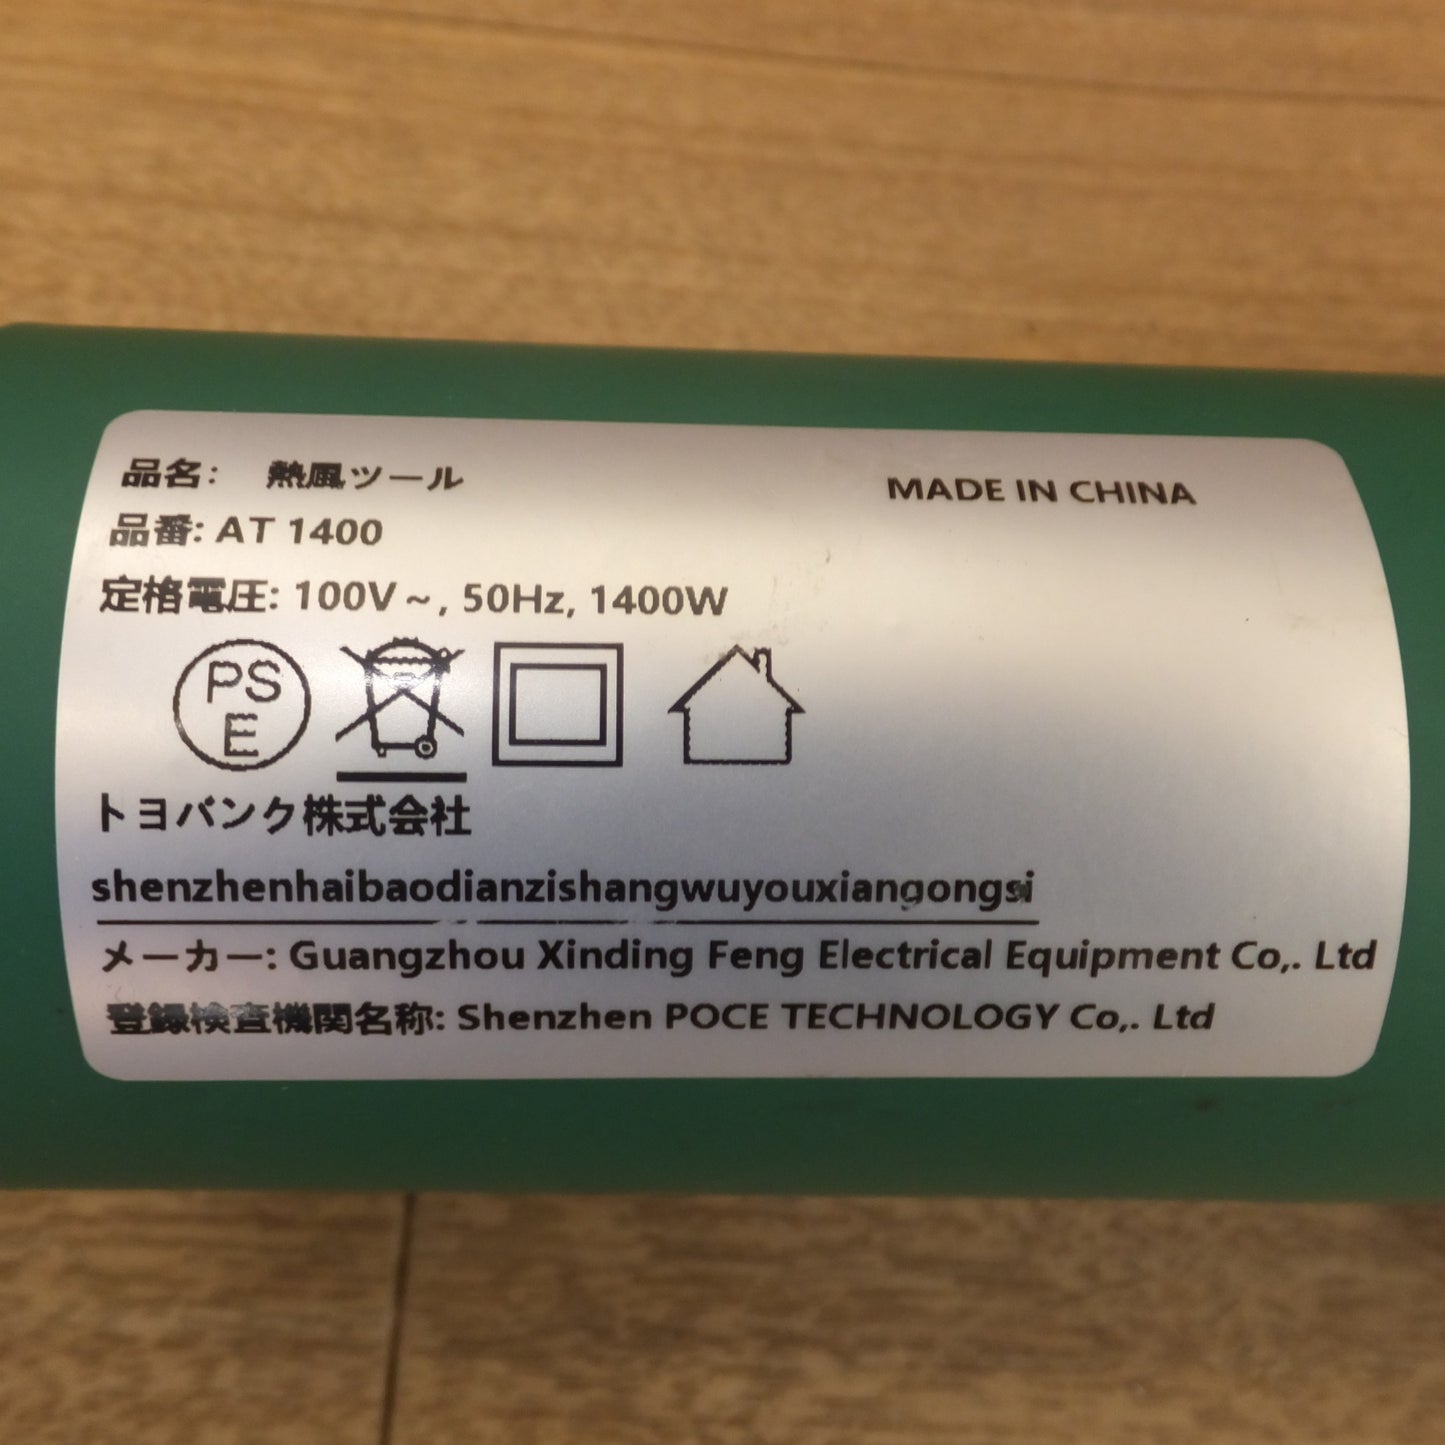 品名: 熱風ツール
MADE IN CHINA
品番: AT 1400
定格電圧: 100V ~, 50Hz, 1400W
PS
E
トヨバンク株式会社
shenzhenhaibaodianzishangwuyouxiangongsi
メーカー: Guangzhou Xinding Feng Electrical Equipment Co,. Ltd
登録検査機関名称: Shenzhen POCE TECHNOLOGY Co,. Ltd